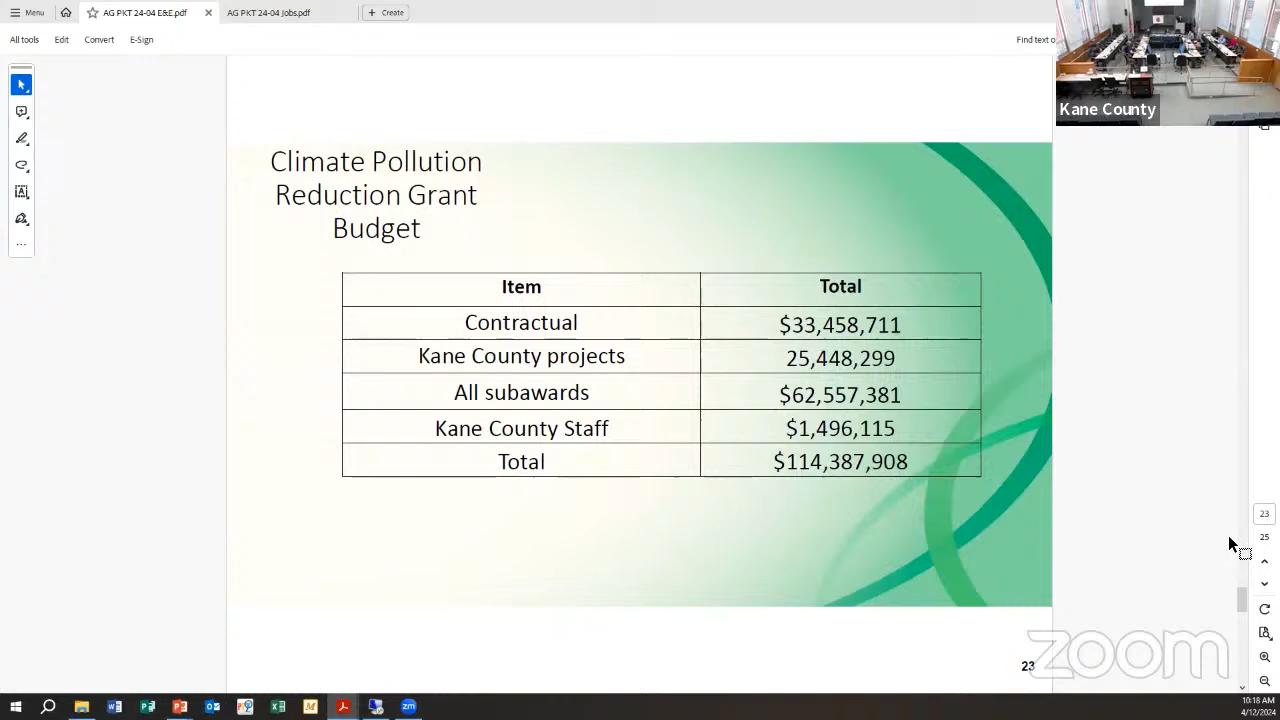 Menu
AG PKT 24-04 E&E.pdf
AG PKT 24-04 Jobs.pdf
Create
All tools
Edit
Convert
E-Sign
Find text o
Kane County
Climate Pollution
Reduction Grant
Budget
Item Total
Contractual $33,458,711
Kane County projects 25,448,299
All subawards $62,557,381
Kane County Staff $1,496,115
Total $114,387,908
23
25
23
zoom
10:18 AM
4/12/2024